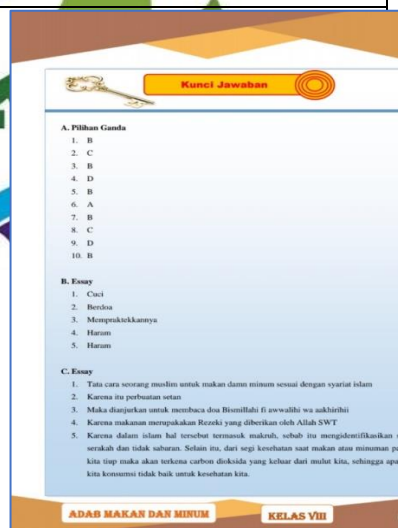 Kunci Jawaban
A. Pilihan Ganda
1. B
2. C
3. B
4. D
5. B
6. A
7. B
8. C
9. D
10. B
B. Essay
1. Cuci
2. Berdoa
3. Mempraktekkannya
4. Haram
5. Haram
C. Essay
1. Tata cara seorang muslim untuk makan damn minum sesuai dengan syariat islam
2. Karena itu perbuatan setan
3. Maka dianjurkan untuk membaca doa Bismillahi fi awwalihi wa aakhirihii
4. Karena makanan merupakakan Rezeki yang diberikan oleh Allah SWT
5. Karena dalam islam hal tersebut termasuk makruh, sebab itu mengidentifikasikan
serakah dan tidak sabaran. Selain itu, dari segi kesehatan saat makan atau minuman
kita tiup maka akan terkena carbon dioksida yang keluar dari mulut kita, sehingga
kita konsumsi tidak baik untuk kesehatan kita.
ADAB MAKAN DAN MINUM KELAS VIII